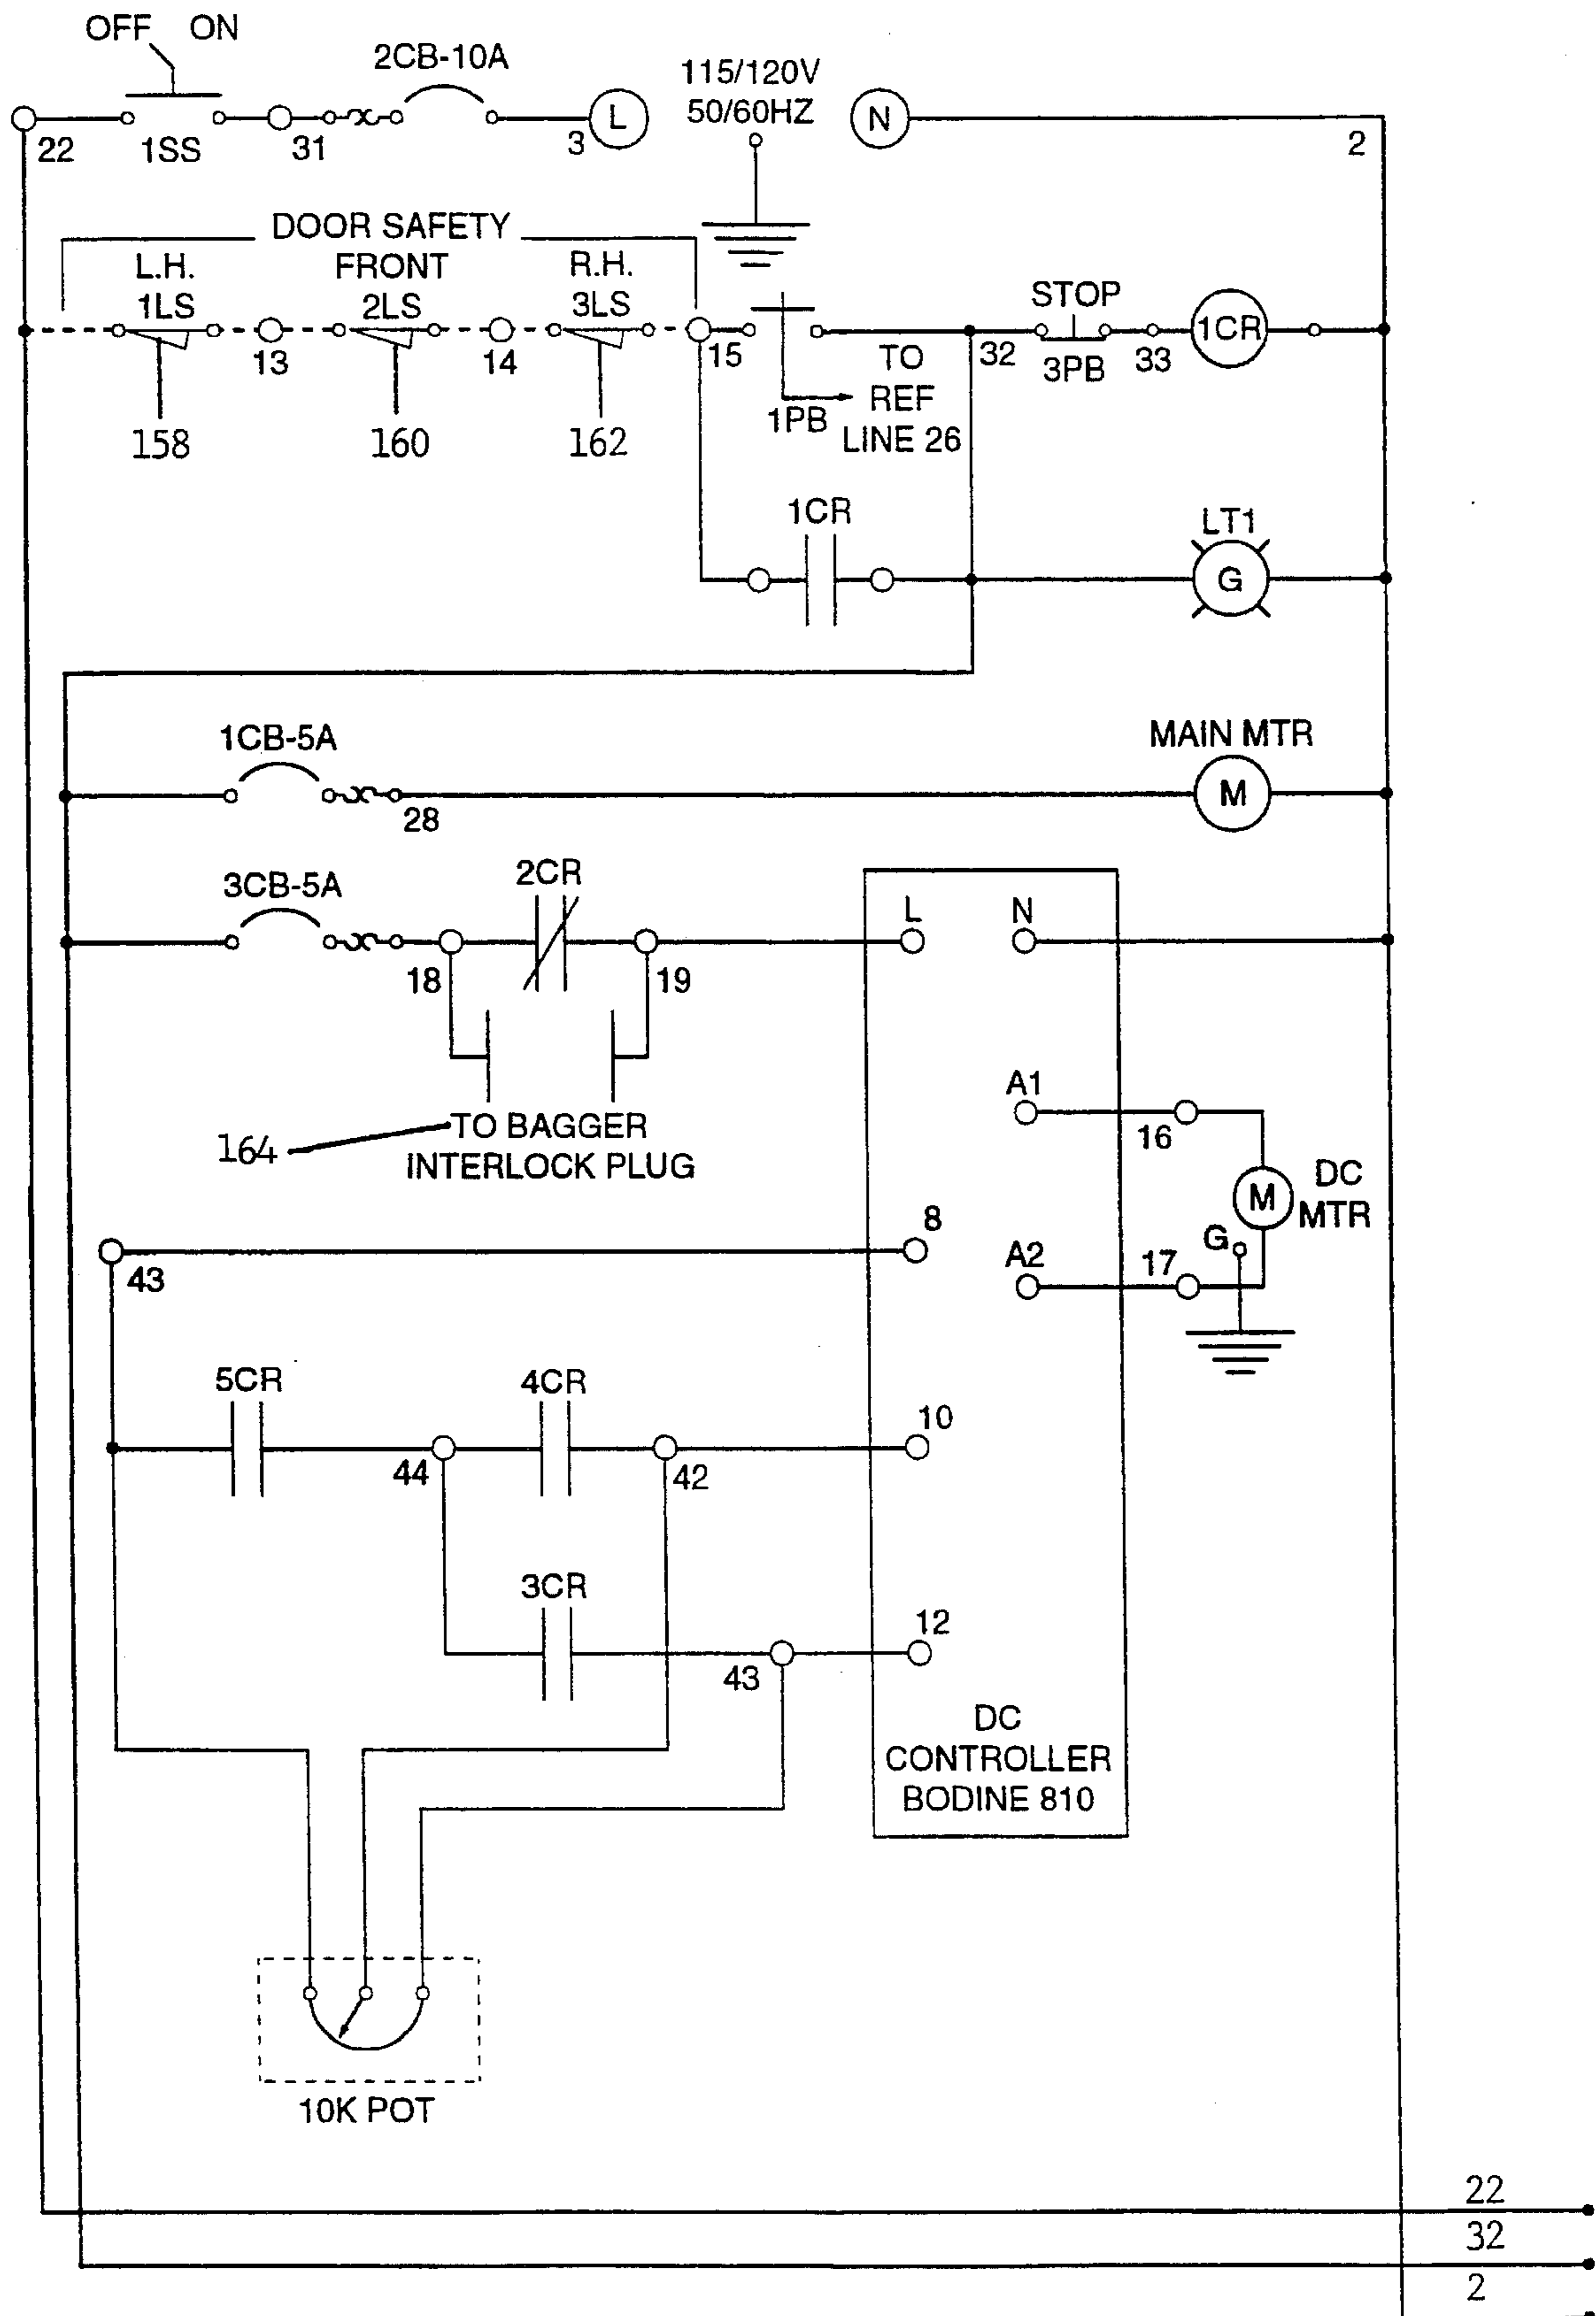 OFF ON
2CB-10A
115/120V
50/60HZ
L
N
22
1SS
31
3
2
DOOR SAFETY
L.H.
FRONT
R.H.
1LS
2LS
3LS
STOP
1CR
13
14
15
TO
32
3PB
33
REF
1PB
LINE 26
158
160
162
1CR
LT1
G
1CB-5A
MAIN MTR
M
28
3CB-5A
2CR
L
N
18
19
A1
TO BAGGER
INTERLOCK PLUG
164
16
DC
MTR
M
8
G
A2
17
43
5CR
4CR
10
44
42
3CR
12
43
DC
CONTROLLER
BODINE 810
10K POT
22
32
2